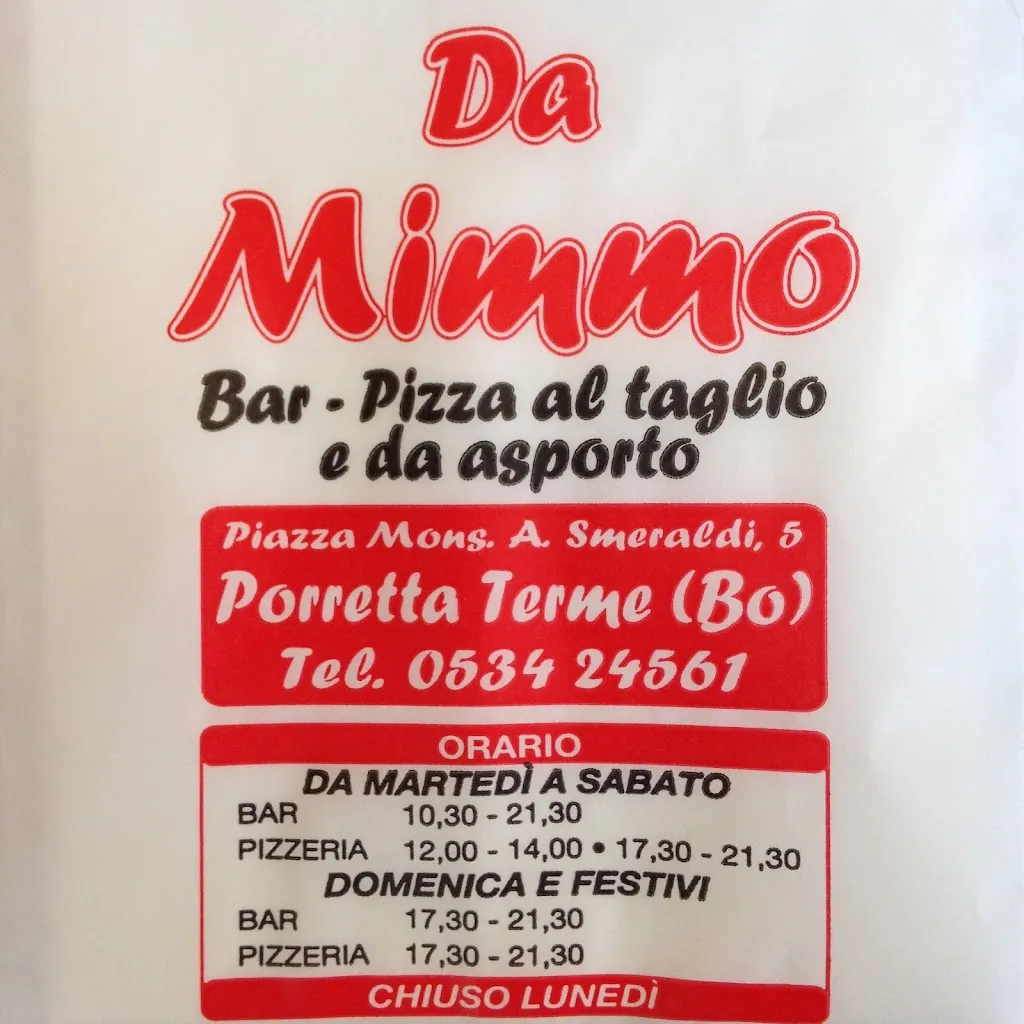 Da
Mimmo
Bar - Pizza al taglio
e da asporto
Piazza Mons. A. Smeraldi, 5
Porretta Terme (Bo)
Tel. 0534 24561
ORARIO
DA MARTEDÌ A SABATO
BAR 10,30 - 21,30
PIZZERIA 12,00 - 14,00 • 17,30 - 21,30
DOMENICA E FESTIVI
BAR 17,30 - 21,30
PIZZERIA 17,30 - 21,30
CHIUSO LUNEDÌ